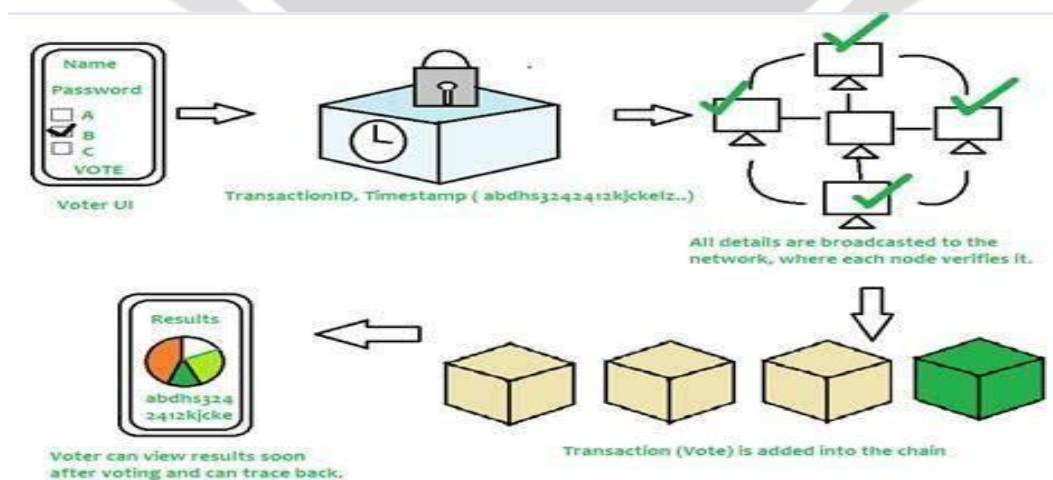 Name
Password
A
B
C
VOTE
Voter UI
TransactionID, Timestamp ( abdhs3242412kjckelz..)
All details are broadcasted to the
network, where each node verifies it.
Results
abdhs324
2412kjcke
Voter can view results soon
after voting and can trace back.
Transaction (Vote) is added into the chain